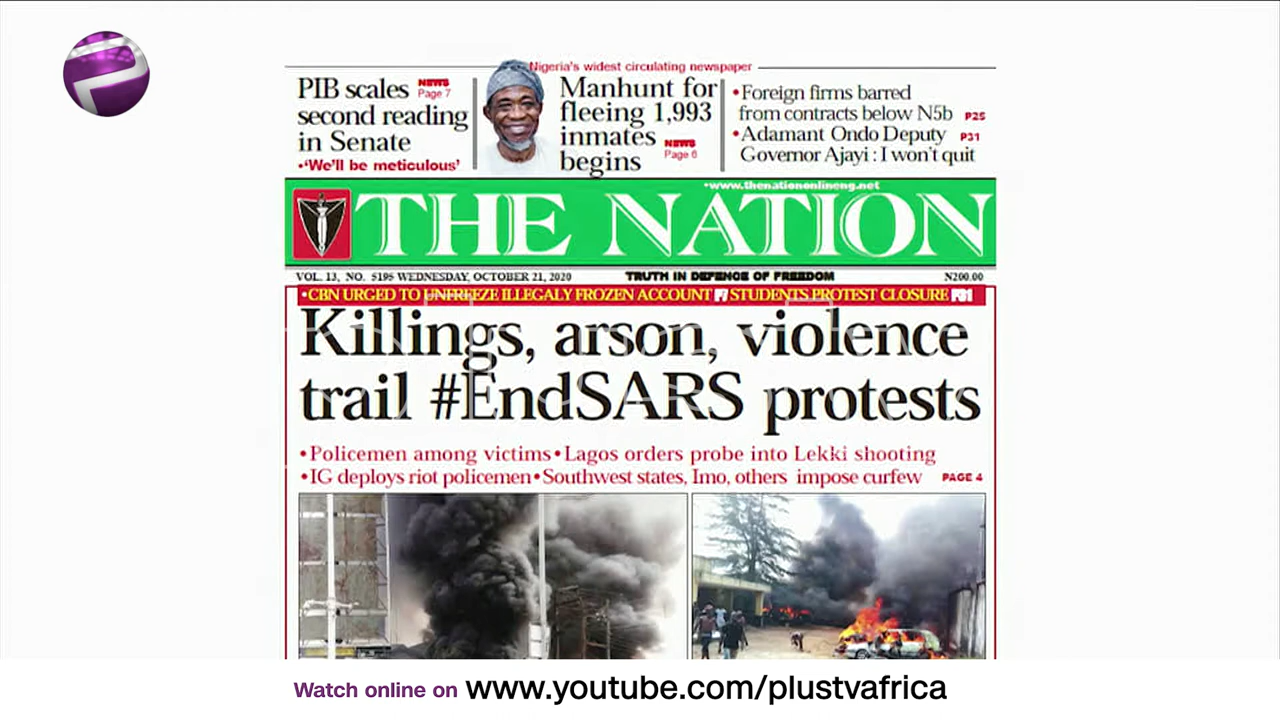 Nigeria's widest circulating newspaper
PIB scales
NEWS
Page 7
second reading
in Senate
•'We'll be meticulous'
Manhunt for
fleeing 1,993
inmates
NEWS
Page 6
begins
•Foreign firms barred
from contracts below N5b P25
•Adamant Ondo Deputy P31
Governor Ajayi : I won't quit
•www.thenationonlineng.net
THE NATION
VOL. 13, NO. 5195 WEDNESDAY, OCTOBER 21, 2020
TRUTH IN DEFENCE OF FREEDOM
N200.00
•CBN URGED TO UNFREEZE ILLEGALY FROZEN ACCOUNT P7 STUDENTS PROTEST CLOSURE P31
Killings, arson, violence
trail #EndSARS protests
•Policemen among victims•Lagos orders probe into Lekki shooting
•IG deploys riot policemen•Southwest states, Imo, others impose curfew PAGE 4
Watch online on www.youtube.com/plustvafrica